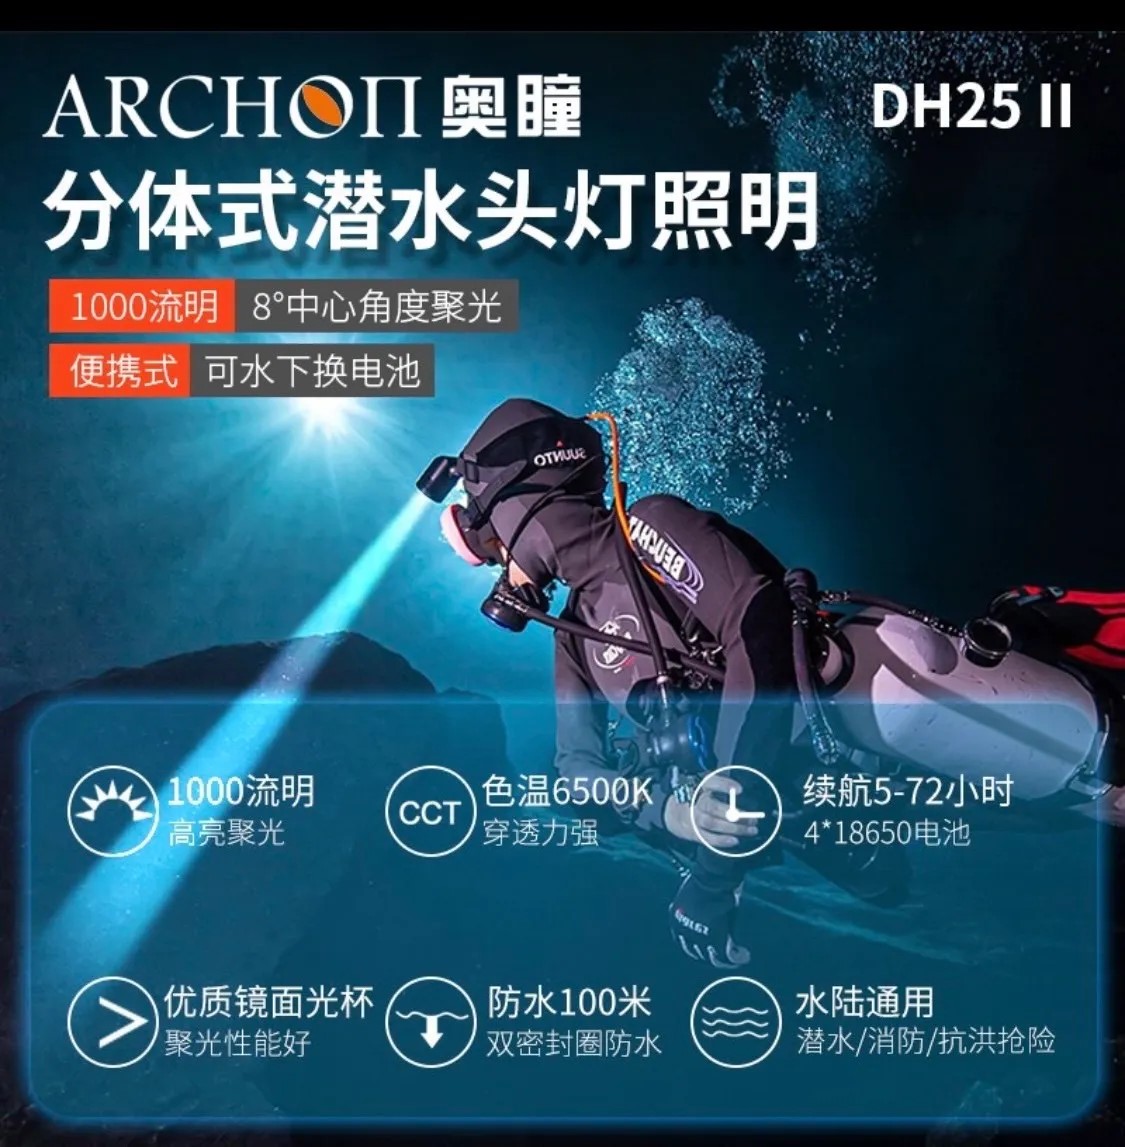 ARCHON 奥瞳
DH25 II
分体式潜水头灯照明
1000流明 8°中心角度聚光
便携式 可水下换电池
SUUNTO
1000流明
高亮聚光
CCT
色温6500K
穿透力强
续航5-72小时
4*18650电池
优质镜面光杯
聚光性能好
防水100米
双密封圈防水
水陆通用
潜水/消防/抗洪抢险